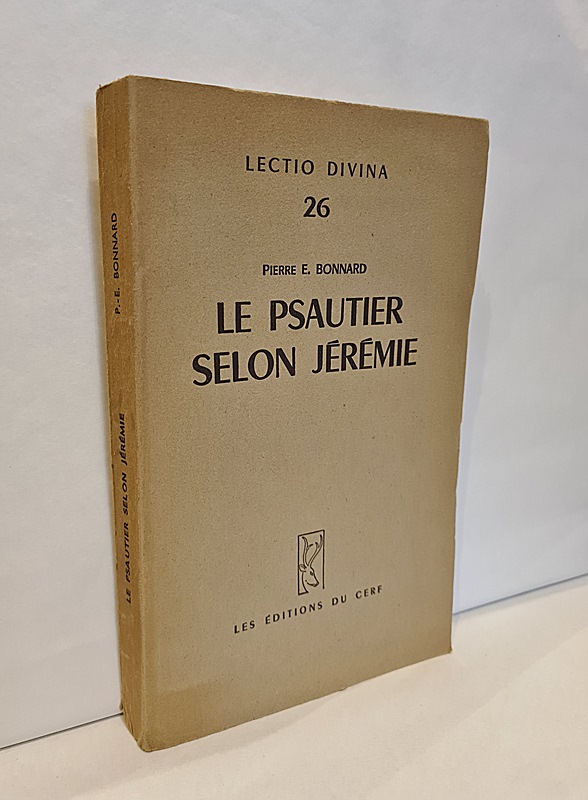 LECTIO DIVINA
26
PIERRE E. BONNARD
LE PSAUTIER
SELON JÉRÉMIE
LES ÉDITIONS DU CERF
P.-E. BONNARD
LE PSAUTIER SELON JÉRÉMIE